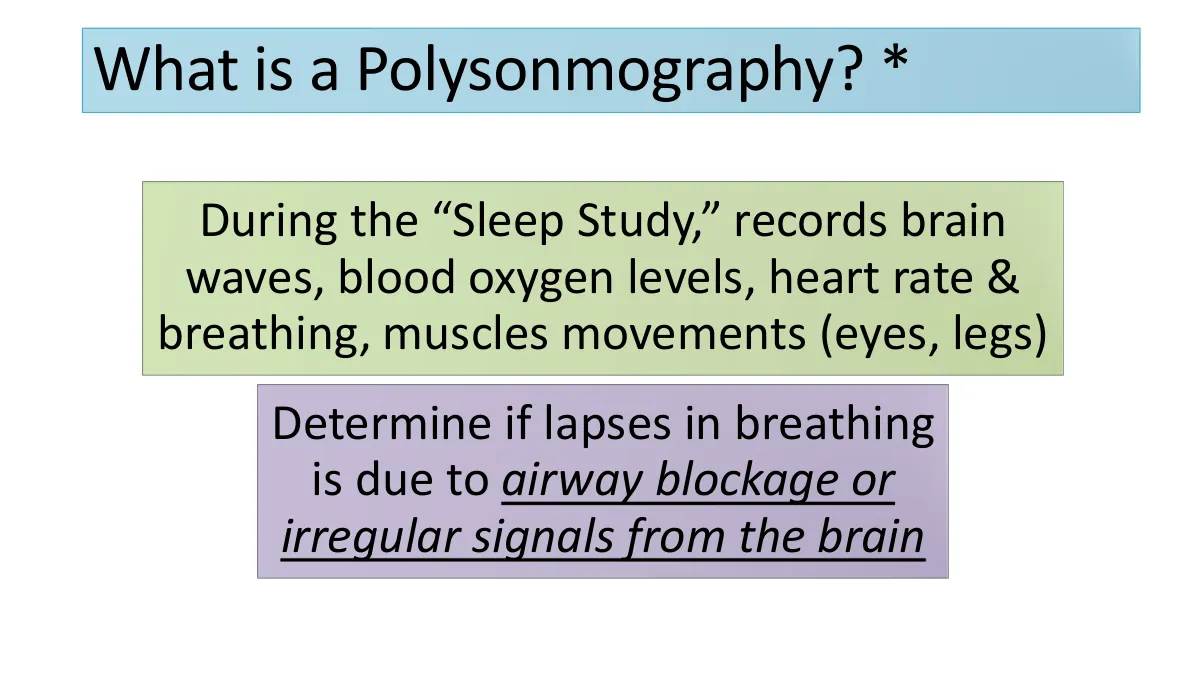 What is a Polysonmography? *
During the “Sleep Study,” records brain
waves, blood oxygen levels, heart rate &
breathing, muscles movements (eyes, legs)
Determine if lapses in breathing
is due to airway blockage or
irregular signals from the brain